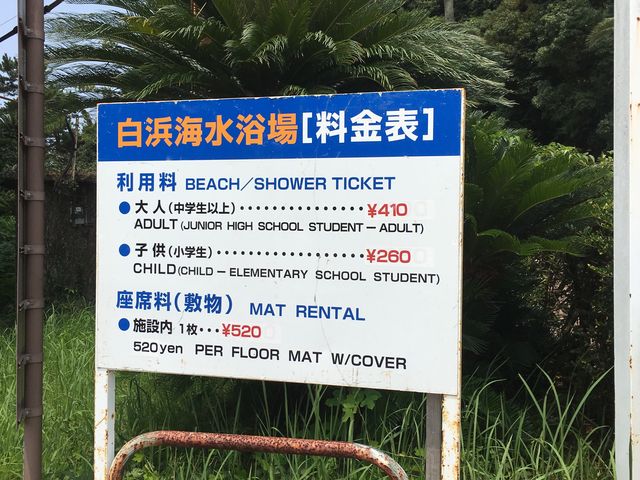 白浜海水浴場[料金表]
利用料 BEACH/SHOWER TICKET
●大人(中学生以上)・・・・・・・・・・・・・・・¥410
ADULT(JUNIOR HIGH SCHOOL STUDENT-ADULT)
●子供(小学生)・・・・・・・・・・・・・・・・・・¥260
CHILD(CHILD-ELEMENTARY SCHOOL STUDENT)
座席料(敷物) MAT RENTAL
●施設内 1枚・・・¥520
520yen PER FLOOR MAT W/COVER